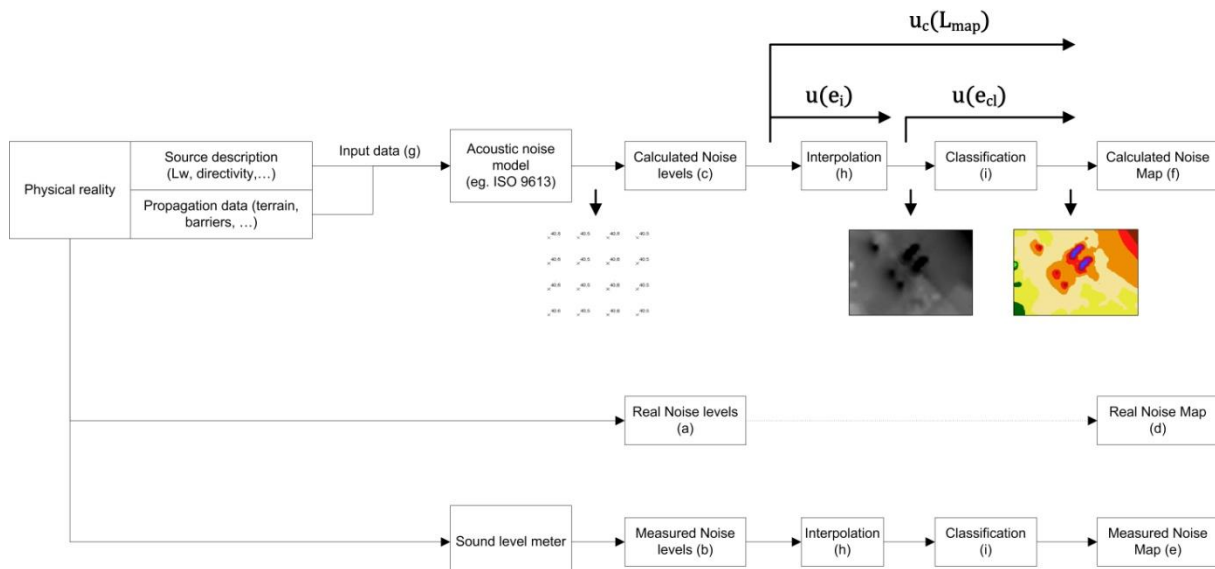 u_c(L_map)
u(e_i)
u(e_cl)
Physical reality
Source description
(Lw, directivity,…)
Propagation data (terrain,
barriers, …)
Input data (g)
Acoustic noise
model
(eg. ISO 9613)
Calculated Noise
levels (c)
Interpolation
(h)
Classification
(i)
Calculated Noise
Map (f)
Real Noise levels
(a)
Real Noise Map
(d)
Sound level meter
Measured Noise
levels (b)
Interpolation
(h)
Classification
(i)
Measured Noise
Map (e)